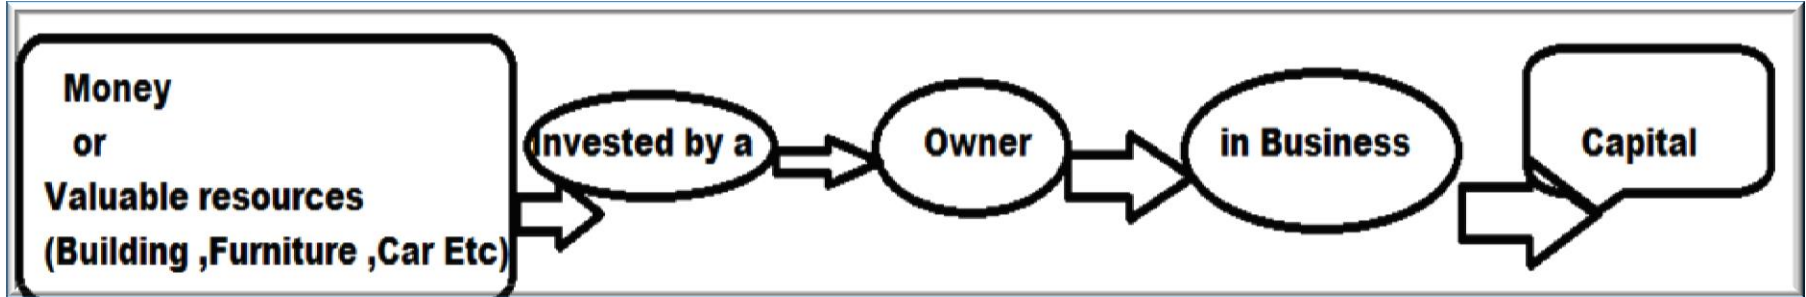 Money
or
Valuable resources
(Building ,Furniture ,Car Etc)
Invested by a
Owner
in Business
Capital